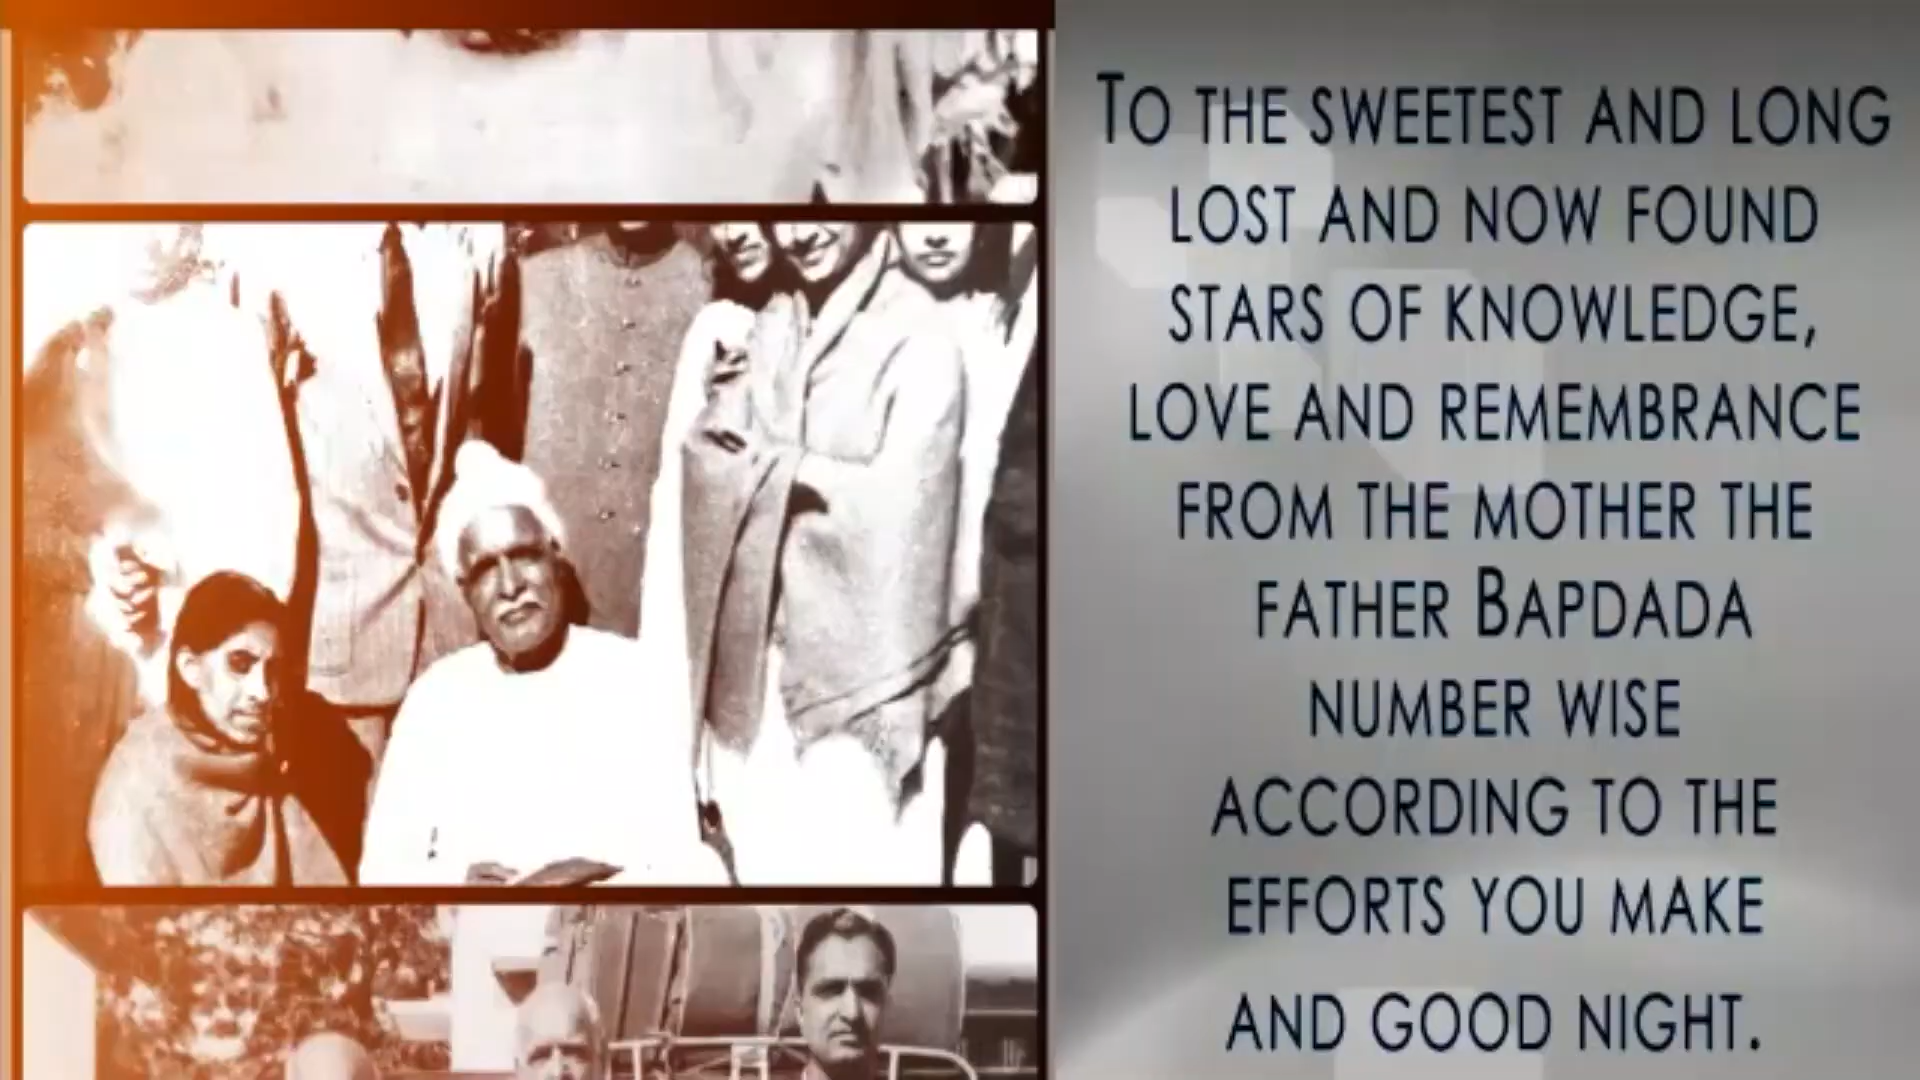 To the sweetest and long
lost and now found
stars of knowledge,
love and remembrance
from the mother the
father Bapdada
number wise
according to the
efforts you make
and good night.